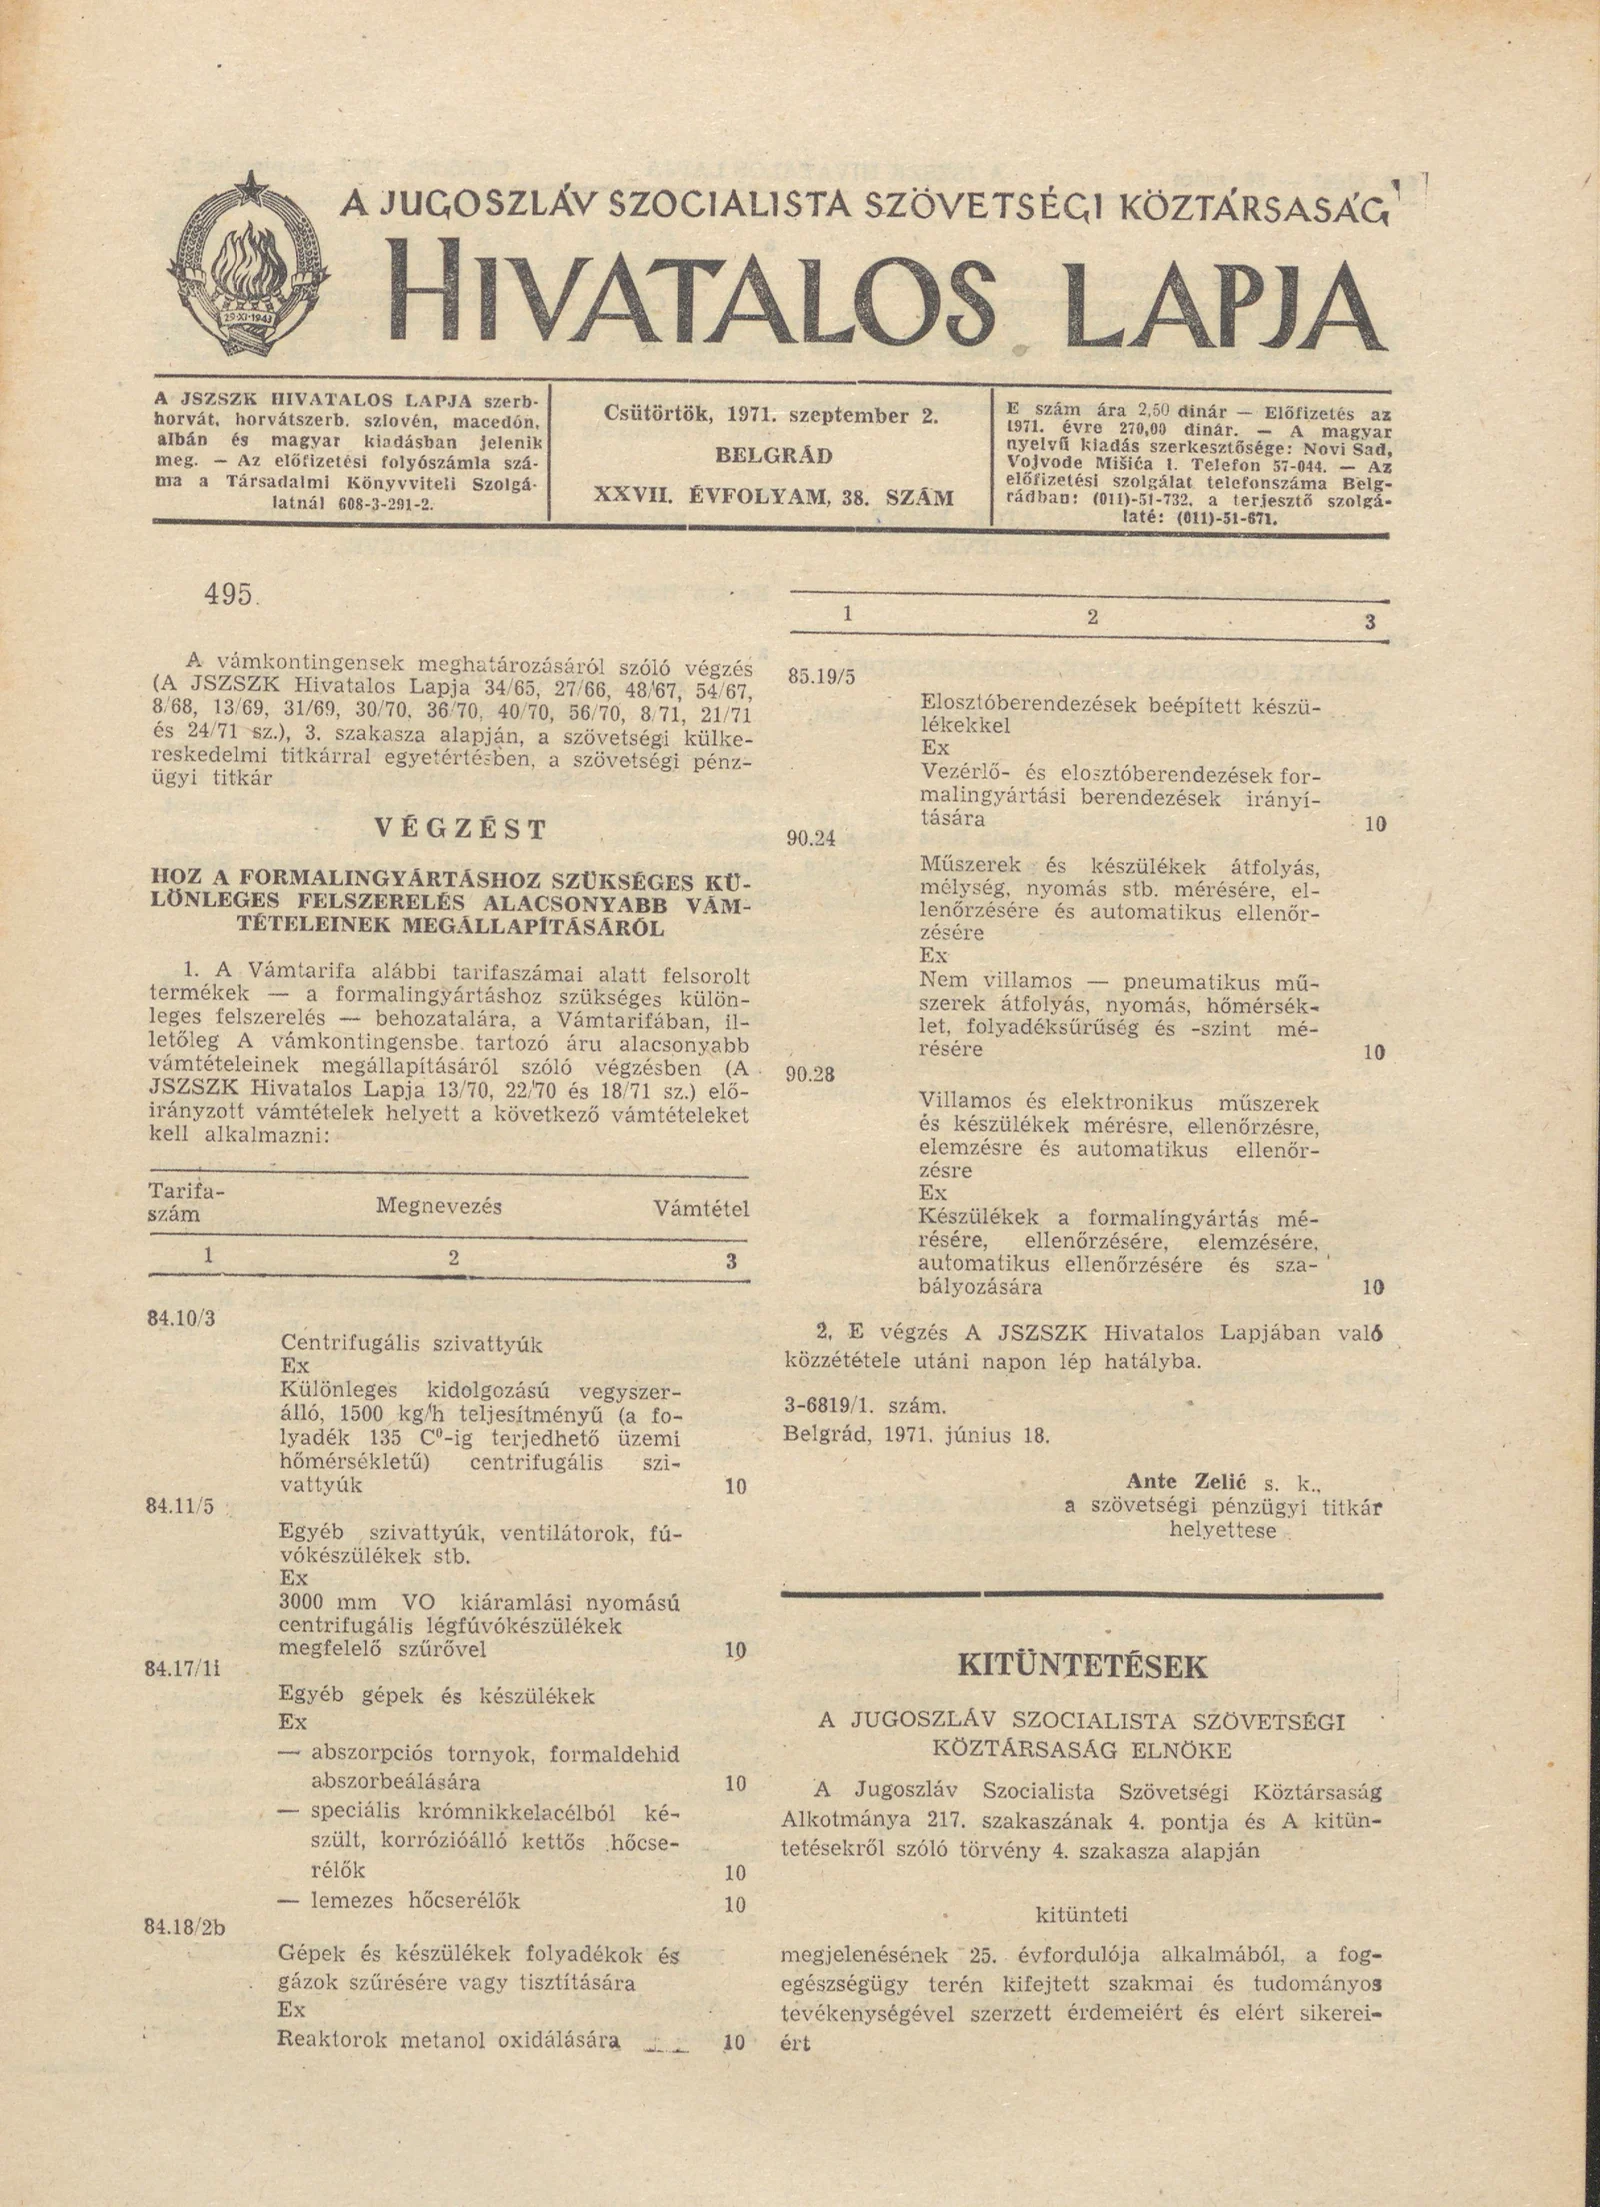 A JUGOSZLÁV SZOCIALISTA SZÖVETSÉGI KÖZTÁRSASÁG
HIVATALOS LAPJA
29·XI·1943
A JSZSZK HIVATALOS LAPJA szerb-
horvát, horvátszerb, szlovén, macedón,
albán és magyar kiadásban jelenik
meg. — Az előfizetési folyószámla szá-
ma a Társadalmi Könyvviteli Szolgá-
latnál 608-3-291-2.
Csütörtök, 1971. szeptember 2.
BELGRÁD
XXVII. ÉVFOLYAM, 38. SZÁM
E szám ára 2,50 dinár — Előfizetés az
1971. évre 270,00 dinár. — A magyar
nyelvű kiadás szerkesztősége: Novi Sad,
Vojvode Mišića 1. Telefon 57-044. — Az
előfizetési szolgálat telefonszáma Belg-
rádban: (011)-51-732, a terjesztő szolgá-
laté: (011)-51-671.
495.
A vámkontingensek meghatározásáról szóló végzés
(A JSZSZK Hivatalos Lapja 34/65, 27/66, 48/67, 54/67,
8/68, 13/69, 31/69, 30/70, 36/70, 40/70, 56/70, 8/71, 21/71
és 24/71 sz.), 3. szakasza alapján, a szövetségi külke-
reskedelmi titkárral egyetértésben, a szövetségi pénz-
ügyi titkár
VÉGZÉST
HOZ A FORMALINGYÁRTÁSHOZ SZÜKSÉGES KÜ-
LÖNLEGES FELSZERELÉS ALACSONYABB VÁM-
TÉTELEINEK MEGÁLLAPÍTÁSÁRÓL
1. A Vámtarifa alábbi tarifaszámai alatt felsorolt
termékek — a formalingyártáshoz szükséges külön-
leges felszerelés — behozatalára, a Vámtarifában, il-
letőleg A vámkontingensbe tartozó áru alacsonyabb
vámtételeinek megállapításáról szóló végzésben (A
JSZSZK Hivatalos Lapja 13/70, 22/70 és 18/71 sz.) elő-
irányzott vámtételek helyett a következő vámtételeket
kell alkalmazni:
Tarifa-
szám Megnevezés Vámtétel
1 2 3
84.10/3
Centrifugális szivattyúk
Ex
Különleges kidolgozású vegyszer-
álló, 1500 kg/h teljesítményű (a fo-
lyadék 135 C⁰-ig terjedhető üzemi
hőmérsékletű) centrifugális szi-
vattyúk 10
84.11/5
Egyéb szivattyúk, ventilátorok, fú-
vókészülékek stb.
Ex
3000 mm VO kiáramlási nyomású
centrifugális légfúvókészülékek
megfelelő szűrővel 10
84.17/1i
Egyéb gépek és készülékek
Ex
— abszorpciós tornyok, formaldehid
abszorbeálására 10
— speciális krómnikkelacélból ké-
szült, korrózióálló kettős hőcse-
rélők 10
— lemezes hőcserélők 10
84.18/2b
Gépek és készülékek folyadékok és
gázok szűrésére vagy tisztítására
Ex
Reaktorok metanol oxidálására 10
1 2 3
85.19/5
Elosztóberendezések beépített készü-
lékekkel
Ex
Vezérlő- és elosztóberendezések for-
malingyártási berendezések irányí-
tására 10
90.24
Műszerek és készülékek átfolyás,
mélység, nyomás stb. mérésére, el-
lenőrzésére és automatikus ellenőr-
zésére
Ex
Nem villamos — pneumatikus mű-
szerek átfolyás, nyomás, hőmérsék-
let, folyadéksűrűség és -szint mé-
résére 10
90.28
Villamos és elektronikus műszerek
és készülékek mérésre, ellenőrzésre,
elemzésre és automatikus ellenőr-
zésre
Ex
Készülékek a formalingyártás mé-
résére, ellenőrzésére, elemzésére,
automatikus ellenőrzésére és sza-
bályozására 10
2. E végzés A JSZSZK Hivatalos Lapjában való
közzététele utáni napon lép hatályba.
3-6819/1. szám.
Belgrád, 1971. június 18.
Ante Zelić s. k.,
a szövetségi pénzügyi titkár
helyettese
KITÜNTETÉSEK
A JUGOSZLÁV SZOCIALISTA SZÖVETSÉGI
KÖZTÁRSASÁG ELNÖKE
A Jugoszláv Szocialista Szövetségi Köztársaság
Alkotmánya 217. szakaszának 4. pontja és A kitün-
tetésekről szóló törvény 4. szakasza alapján
kitünteti
megjelenésének 25. évfordulója alkalmából, a fog-
egészségügy terén kifejtett szakmai és tudományos
tevékenységével szerzett érdemeiért és elért sikerei-
ért